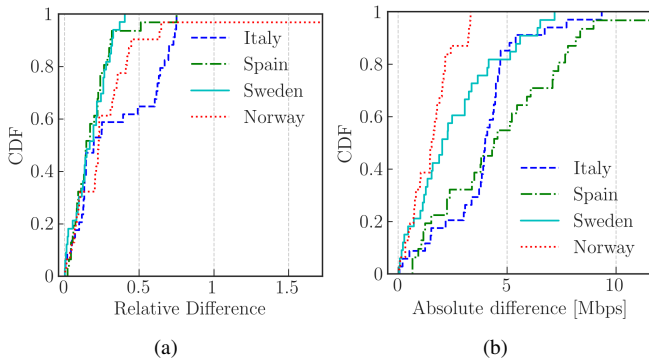 1
0.8
0.6
0.4
0.2
0
CDF
Italy
Spain
Sweden
Norway
0 0.5 1 1.5
Relative Difference
(a)
1
0.8
0.6
0.4
0.2
0
CDF
Italy
Spain
Sweden
Norway
0 5 10
Absolute difference [Mbps]
(b)